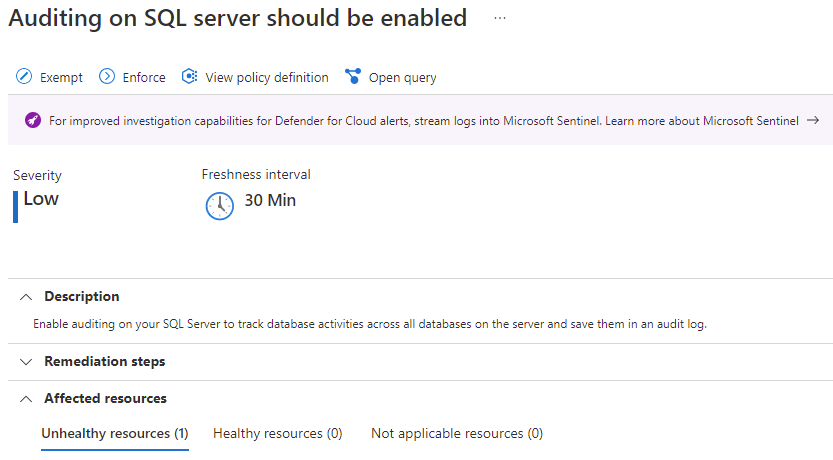 Auditing on SQL server should be enabled ...
Exempt Enforce View policy definition Open query
For improved investigation capabilities for Defender for Cloud alerts, stream logs into Microsoft Sentinel. Learn more about Microsoft Sentinel →
Severity Freshness interval
Low 30 Min
Description
Enable auditing on your SQL Server to track database activities across all databases on the server and save them in an audit log.
Remediation steps
Affected resources
Unhealthy resources (1) Healthy resources (0) Not applicable resources (0)